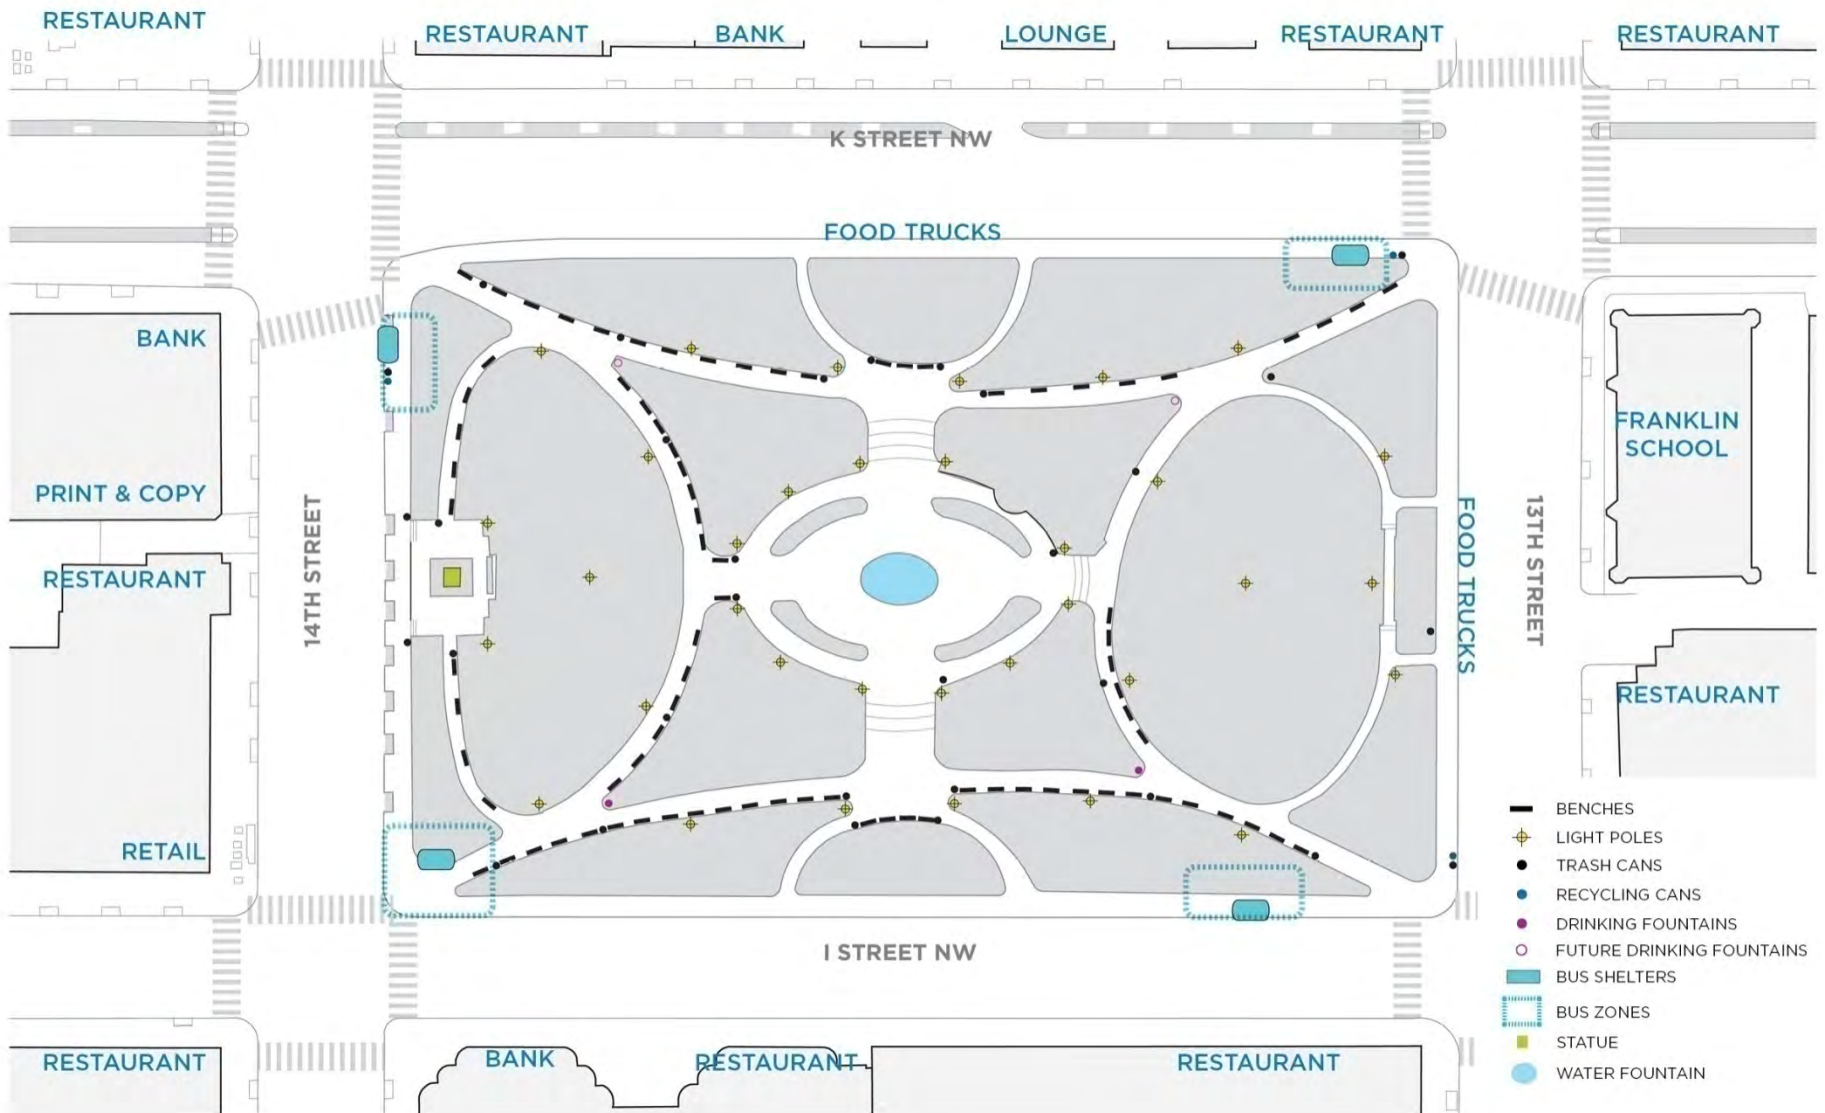 RESTAURANT
RESTAURANT
BANK
LOUNGE
RESTAURANT
RESTAURANT
K STREET NW
FOOD TRUCKS
BANK
PRINT & COPY
14TH STREET
RESTAURANT
RETAIL
FRANKLIN
SCHOOL
FOOD TRUCKS
13TH STREET
RESTAURANT
I STREET NW
RESTAURANT
BANK
RESTAURANT
RESTAURANT
BENCHES
LIGHT POLES
TRASH CANS
RECYCLING CANS
DRINKING FOUNTAINS
FUTURE DRINKING FOUNTAINS
BUS SHELTERS
BUS ZONES
STATUE
WATER FOUNTAIN